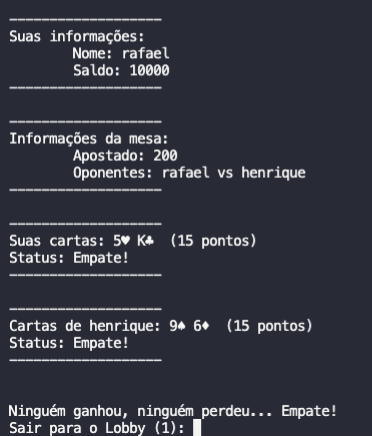 -------------------
Suas informações:
Nome: rafael
Saldo: 10000
-------------------
-------------------
Informações da mesa:
Apostado: 200
Oponentes: rafael vs henrique
-------------------
-------------------
Suas cartas: 5♥ K♣ (15 pontos)
Status: Empate!
-------------------
-------------------
Cartas de henrique: 9♠ 6♦ (15 pontos)
Status: Empate!
-------------------
Ninguém ganhou, ninguém perdeu... Empate!
Sair para o Lobby (1):